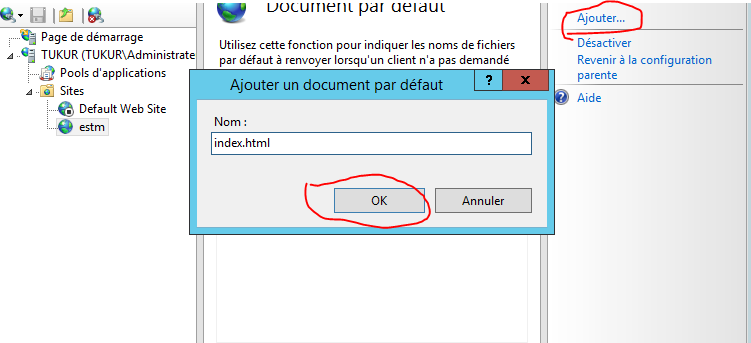 Page de démarrage
TUKUR (TUKUR\Administrate
Pools d'applications
Sites
Default Web Site
estm
Document par défaut
Utilisez cette fonction pour indiquer les noms de fichiers
par défaut à renvoyer lorsqu'un client n'a pas demandé
Ajouter un document par défaut
?
x
Nom :
index.html
OK
Annuler
Ajouter...
Désactiver
Revenir à la configuration
parente
? Aide